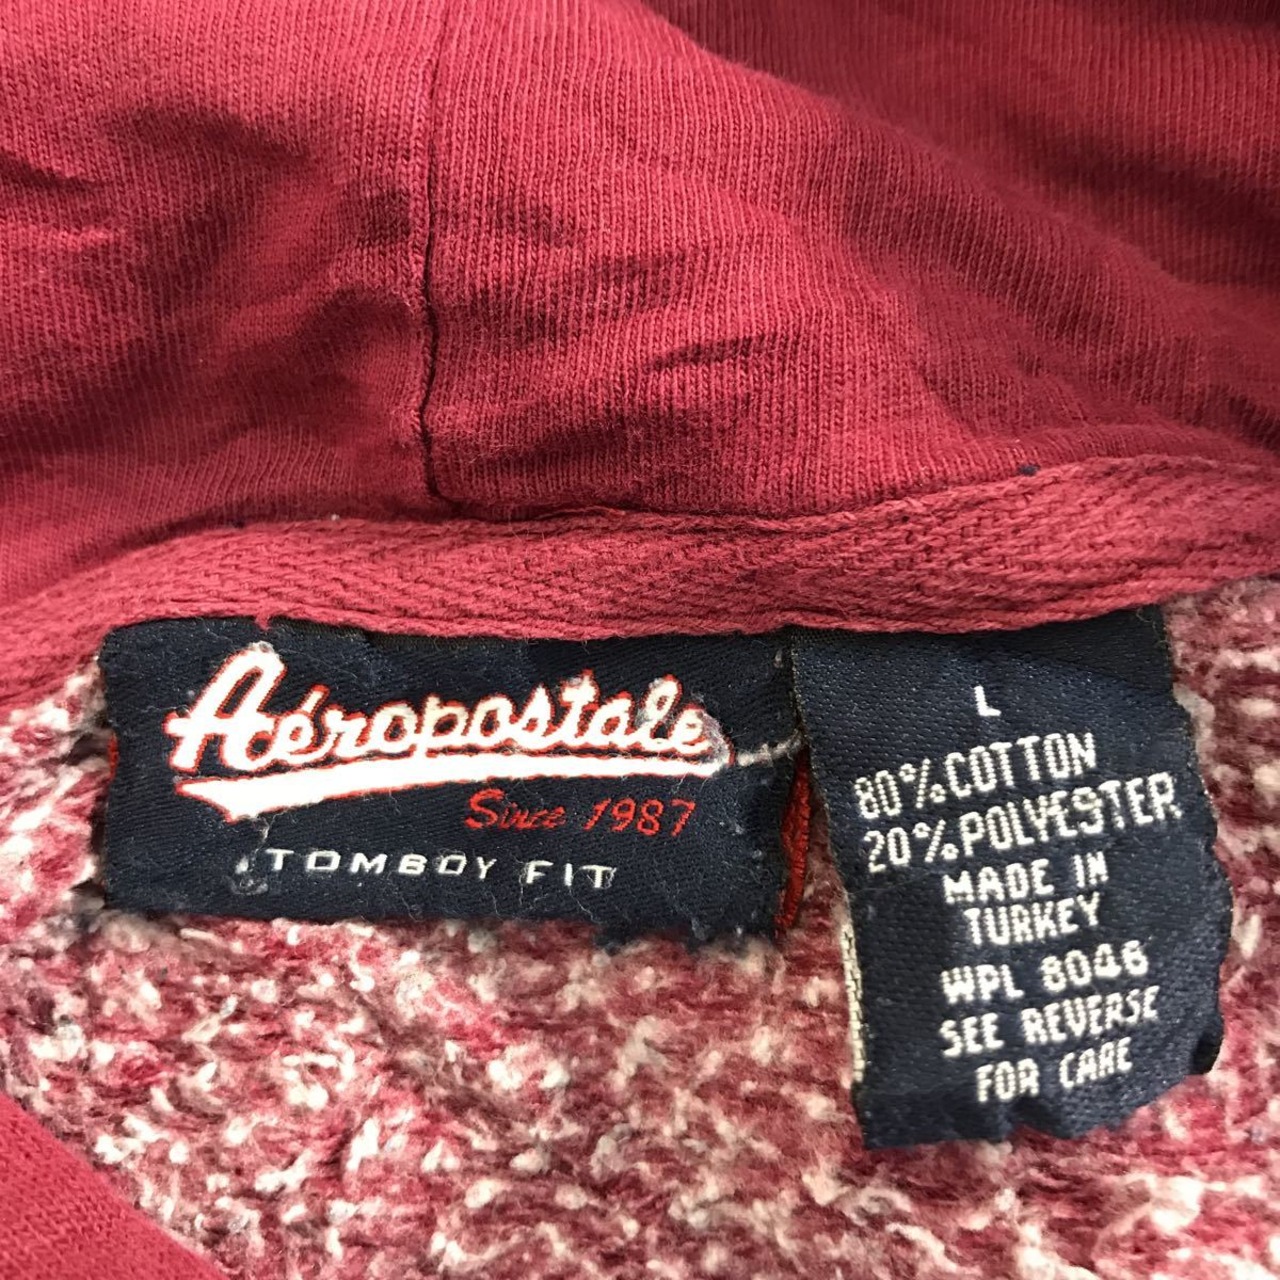 Aéropostale
Since 1987
TOMBOY FIT
L
80% COTTON
20% POLYESTER
MADE IN
TURKEY
WPL 8046
SEE REVERSE
FOR CARE